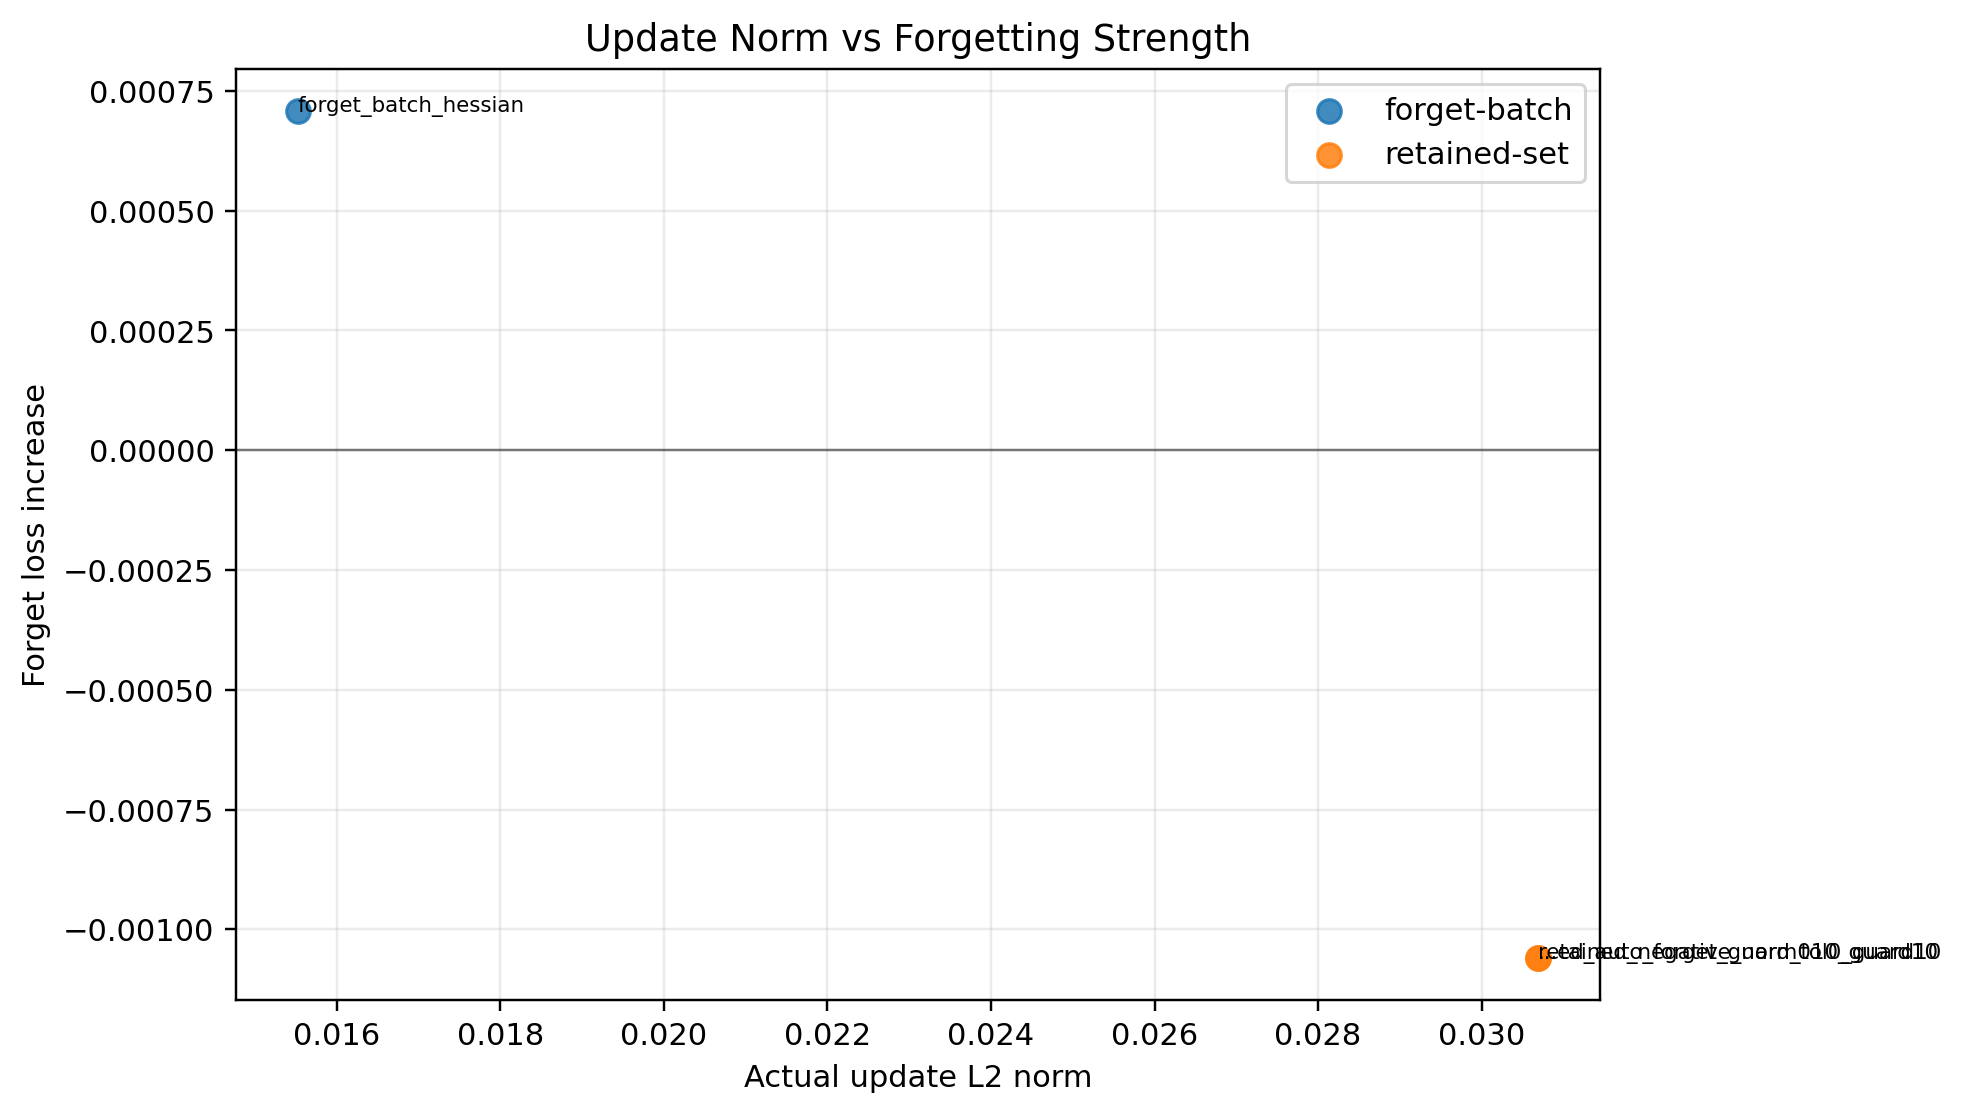 Update Norm vs Forgetting Strength
forget-batch
retained-set
forget_batch_hessian
Forget loss increase
0.00075
0.00050
0.00025
0.00000
−0.00025
−0.00050
−0.00075
−0.00100
0.016
0.018
0.020
0.022
0.024
0.026
0.028
0.030
Actual update L2 norm